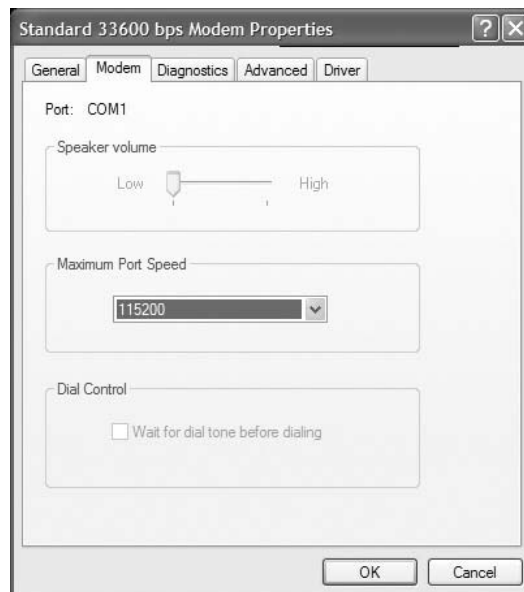 Standard 33600 bps Modem Properties
General Modem Diagnostics Advanced Driver
Port: COM1
Speaker volume
Low High
Maximum Port Speed
115200
Dial Control
Wait for dial tone before dialing
OK Cancel